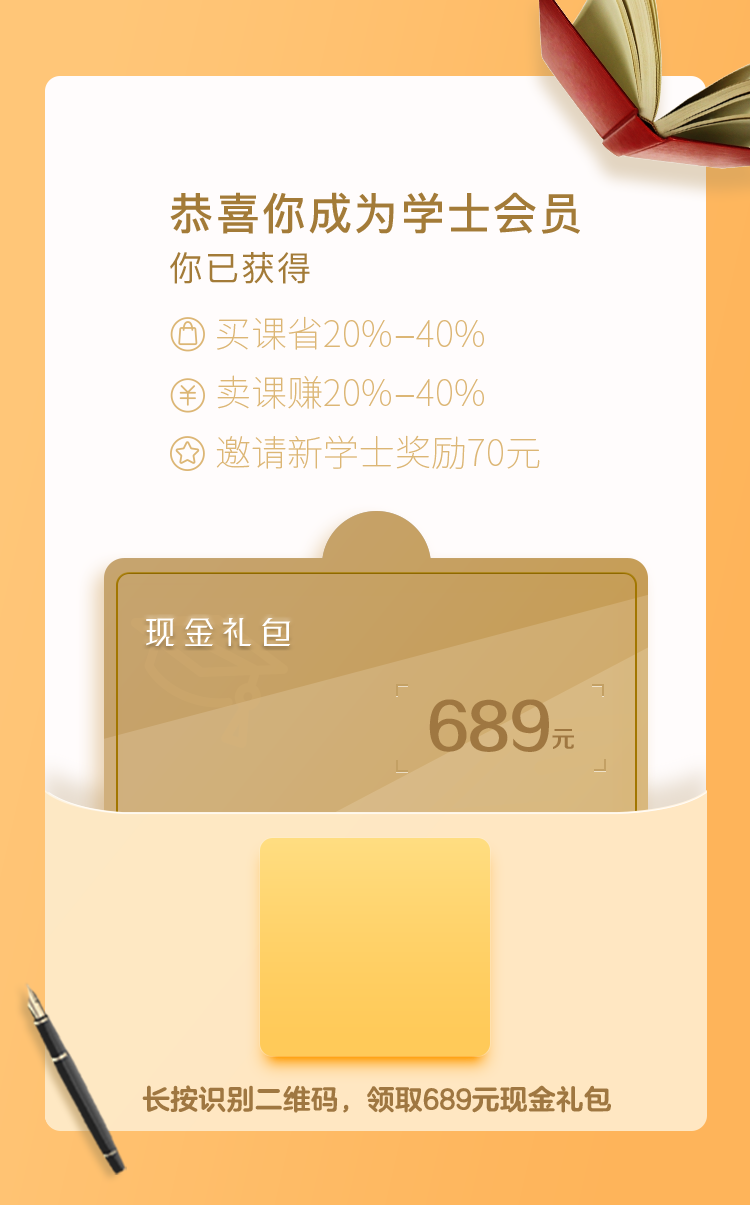 恭喜你成为学士会员
你已获得
买课省20%–40%
卖课赚20%–40%
邀请新学士奖励70元
现金礼包
689元
长按识别二维码，领取689元现金礼包